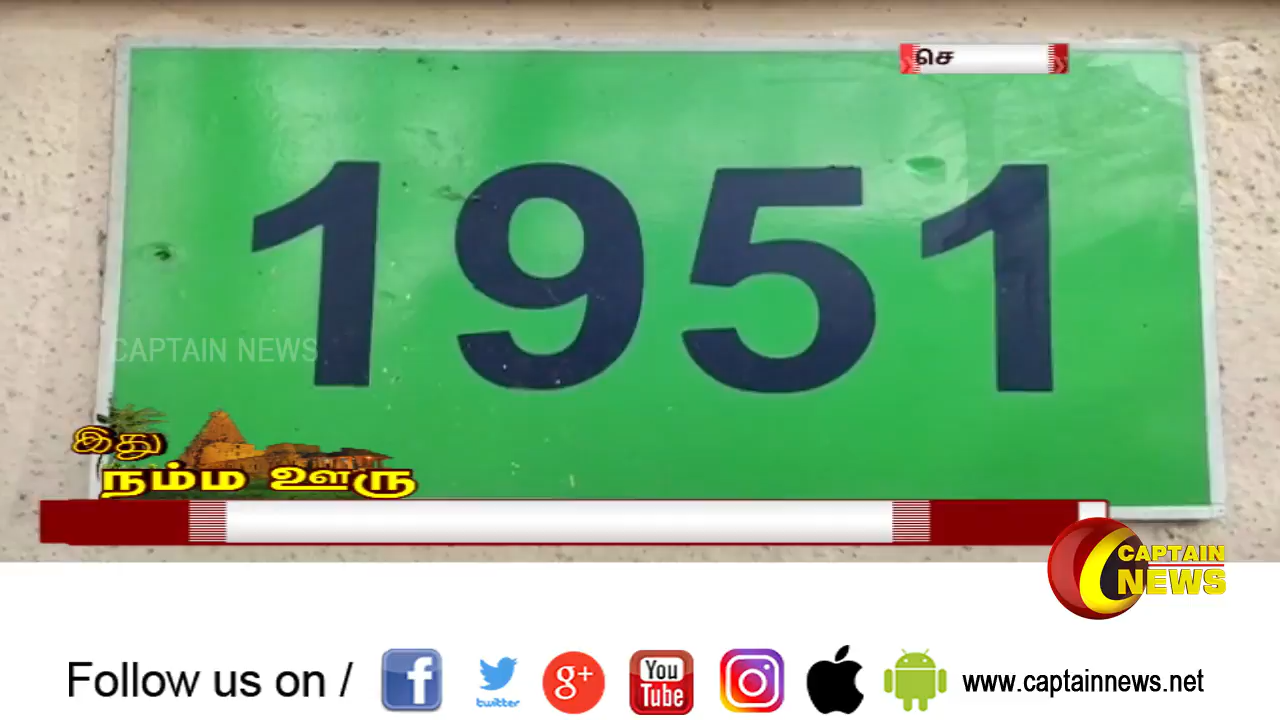 செ
1951
CAPTAIN NEWS
இது
நம்ம ஊரு
CAPTAIN
NEWS
Follow us on /
f
twitter
g+
You
Tube
www.captainnews.net